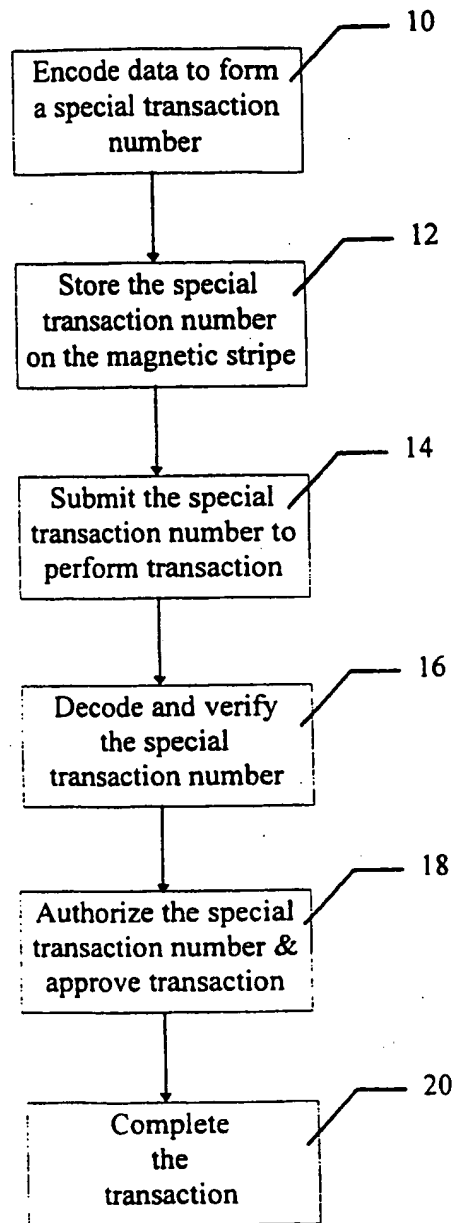 10
Encode data to form
a special transaction
number
12
Store the special
transaction number
on the magnetic stripe
14
Submit the special
transaction number to
perform transaction
16
Decode and verify
the special
transaction number
18
Authorize the special
transaction number &
approve transaction
20
Complete
the
transaction